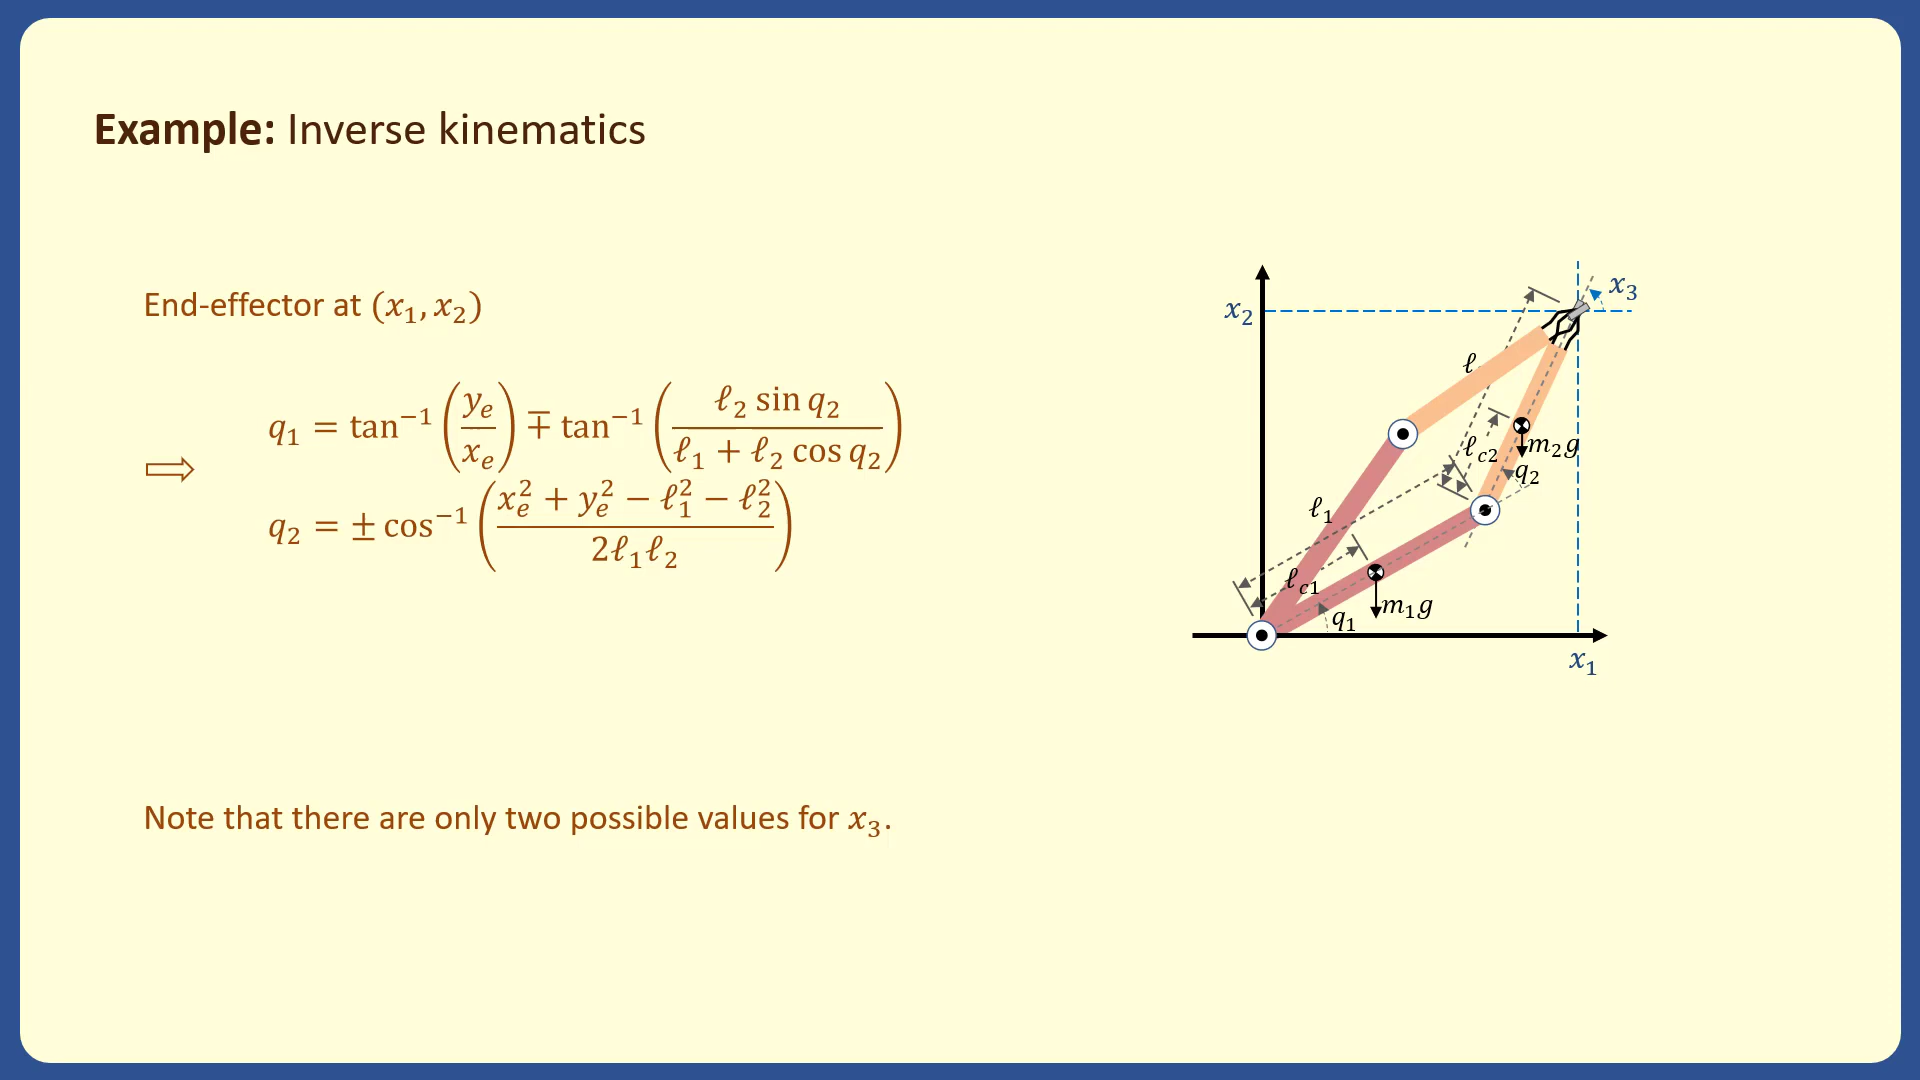 Example: Inverse kinematics
End-effector at (x₁, x₂)
⟹
q₁ = tan⁻¹(yₑ/xₑ) ∓ tan⁻¹(ℓ₂ sin q₂ / (ℓ₁ + ℓ₂ cos q₂))
q₂ = ± cos⁻¹((xₑ² + yₑ² − ℓ₁² − ℓ₂²) / 2ℓ₁ℓ₂)
Note that there are only two possible values for x₃.
x₃
x₂
ℓ
ℓc2
m₂g
q₂
ℓ₁
ℓc1
m₁g
q₁
x₁